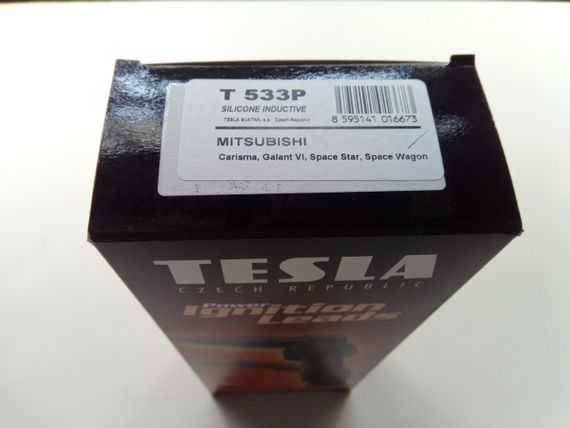 T 533P
SILICONE INDUCTIVE
TESLA BLATNÁ, a.s. Czech Republic
8 595141 016673
MITSUBISHI
Carisma, Galant VI, Space Star, Space Wagon
TESLA
CZECH REPUBLIC
Power
Ignition
Leads